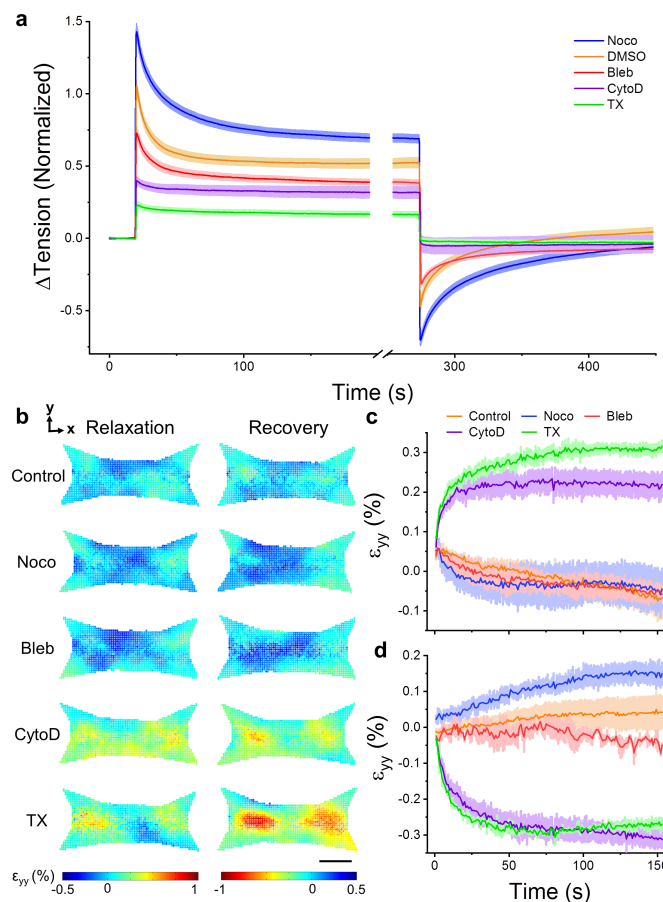 a
1.5
1.0
0.5
0.0
-0.5
ΔTension (Normalized)
Noco
DMSO
Bleb
CytoD
TX
0 100 300 400
Time (s)
b
y
x
Relaxation Recovery
Control
Noco
Bleb
CytoD
TX
εyy (%)
-0.5 0 1 -1 0 0.5
c
Control Noco Bleb
CytoD TX
0.3
0.2
0.1
0.0
-0.1
εyy (%)
d
0.2
0.1
0.0
-0.1
-0.2
-0.3
εyy (%)
0 50 100 150
Time (s)